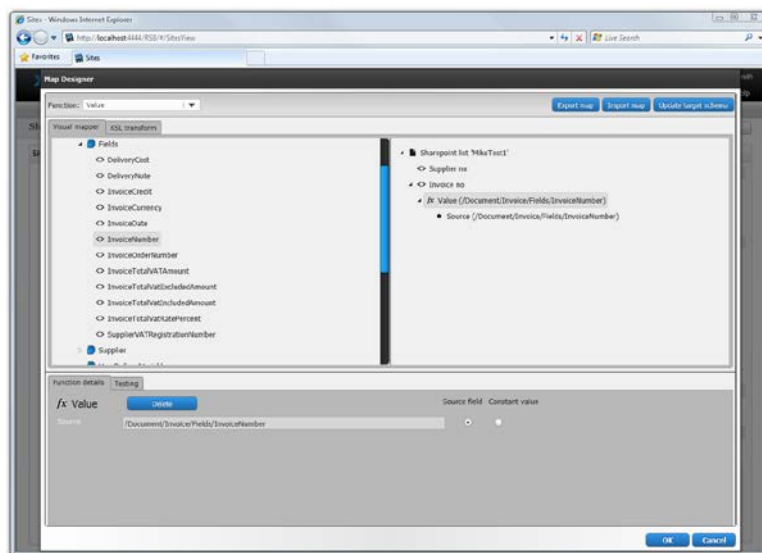 Sites - Windows Internet Explorer
http://localhost:4444/RSB/#/SitesView
Live Search
Favorites
Sites
Map Designer
Function: Value
Export map
Import map
Update target schema
Visual mapper
XSL transform
Fields
DeliveryCost
DeliveryNote
InvoiceCredit
InvoiceCurrency
InvoiceDate
InvoiceNumber
InvoiceOrderNumber
InvoiceTotalVATAmount
InvoiceTotalVatExcludedAmount
InvoiceTotalVatIncludedAmount
InvoiceTotalVatRatePercent
SupplierVATRegistrationNumber
Supplier
Sharepoint list 'MikeTest1'
Supplier no
Invoice no
fx Value (/Document/Invoice/Fields/InvoiceNumber)
Source (/Document/Invoice/Fields/InvoiceNumber)
Function details
Testing
fx Value
Delete
Source field
Constant value
Source
/Document/Invoice/Fields/InvoiceNumber
OK
Cancel